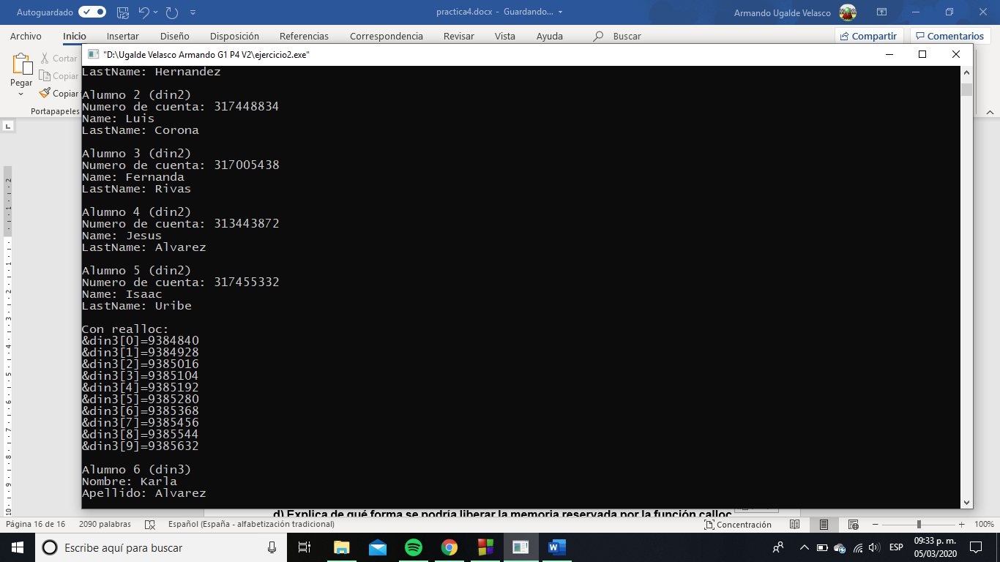 Autoguardado
practica4.docx - Guardando...
Armando Ugalde Velasco
Archivo Inicio Insertar Diseño Disposición Referencias Correspondencia Revisar Vista Ayuda Buscar
Compartir Comentarios
Pegar
Cortar
Copiar
Copiar
Portapapeles
"D:\Ugalde Velasco Armando G1 P4 V2\ejercicio2.exe"
LastName: Hernandez
Alumno 2 (din2)
Numero de cuenta: 317448834
Name: Luis
LastName: Corona
Alumno 3 (din2)
Numero de cuenta: 317005438
Name: Fernanda
LastName: Rivas
Alumno 4 (din2)
Numero de cuenta: 313443872
Name: Jesus
LastName: Alvarez
Alumno 5 (din2)
Numero de cuenta: 317455332
Name: Isaac
LastName: Uribe
Con realloc:
&din3[0]=9384840
&din3[1]=9384928
&din3[2]=9385016
&din3[3]=9385104
&din3[4]=9385192
&din3[5]=9385280
&din3[6]=9385368
&din3[7]=9385456
&din3[8]=9385544
&din3[9]=9385632
Alumno 6 (din3)
Nombre: Karla
Apellido: Alvarez
d) Explica de qué forma se podría liberar la memoria reservada por la función calloc
Página 16 de 16 2090 palabras Español (España - alfabetización tradicional) Concentración 100%
Escribe aquí para buscar
ESP
09:33 p. m.
05/03/2020